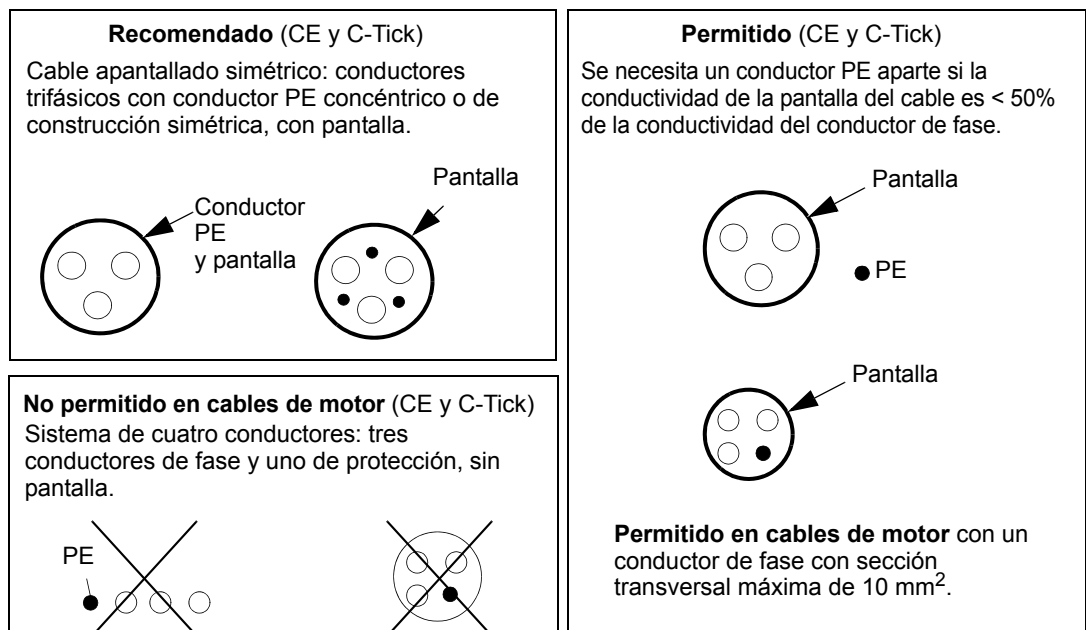 Recomendado (CE y C-Tick)
Cable apantallado simétrico: conductores
trifásicos con conductor PE concéntrico o de
construcción simétrica, con pantalla.
Conductor
PE
y pantalla
Pantalla
No permitido en cables de motor (CE y C-Tick)
Sistema de cuatro conductores: tres
conductores de fase y uno de protección, sin
pantalla.
PE
Permitido (CE y C-Tick)
Se necesita un conductor PE aparte si la
conductividad de la pantalla del cable es < 50%
de la conductividad del conductor de fase.
Pantalla
PE
Pantalla
Permitido en cables de motor con un
conductor de fase con sección
transversal máxima de 10 mm².